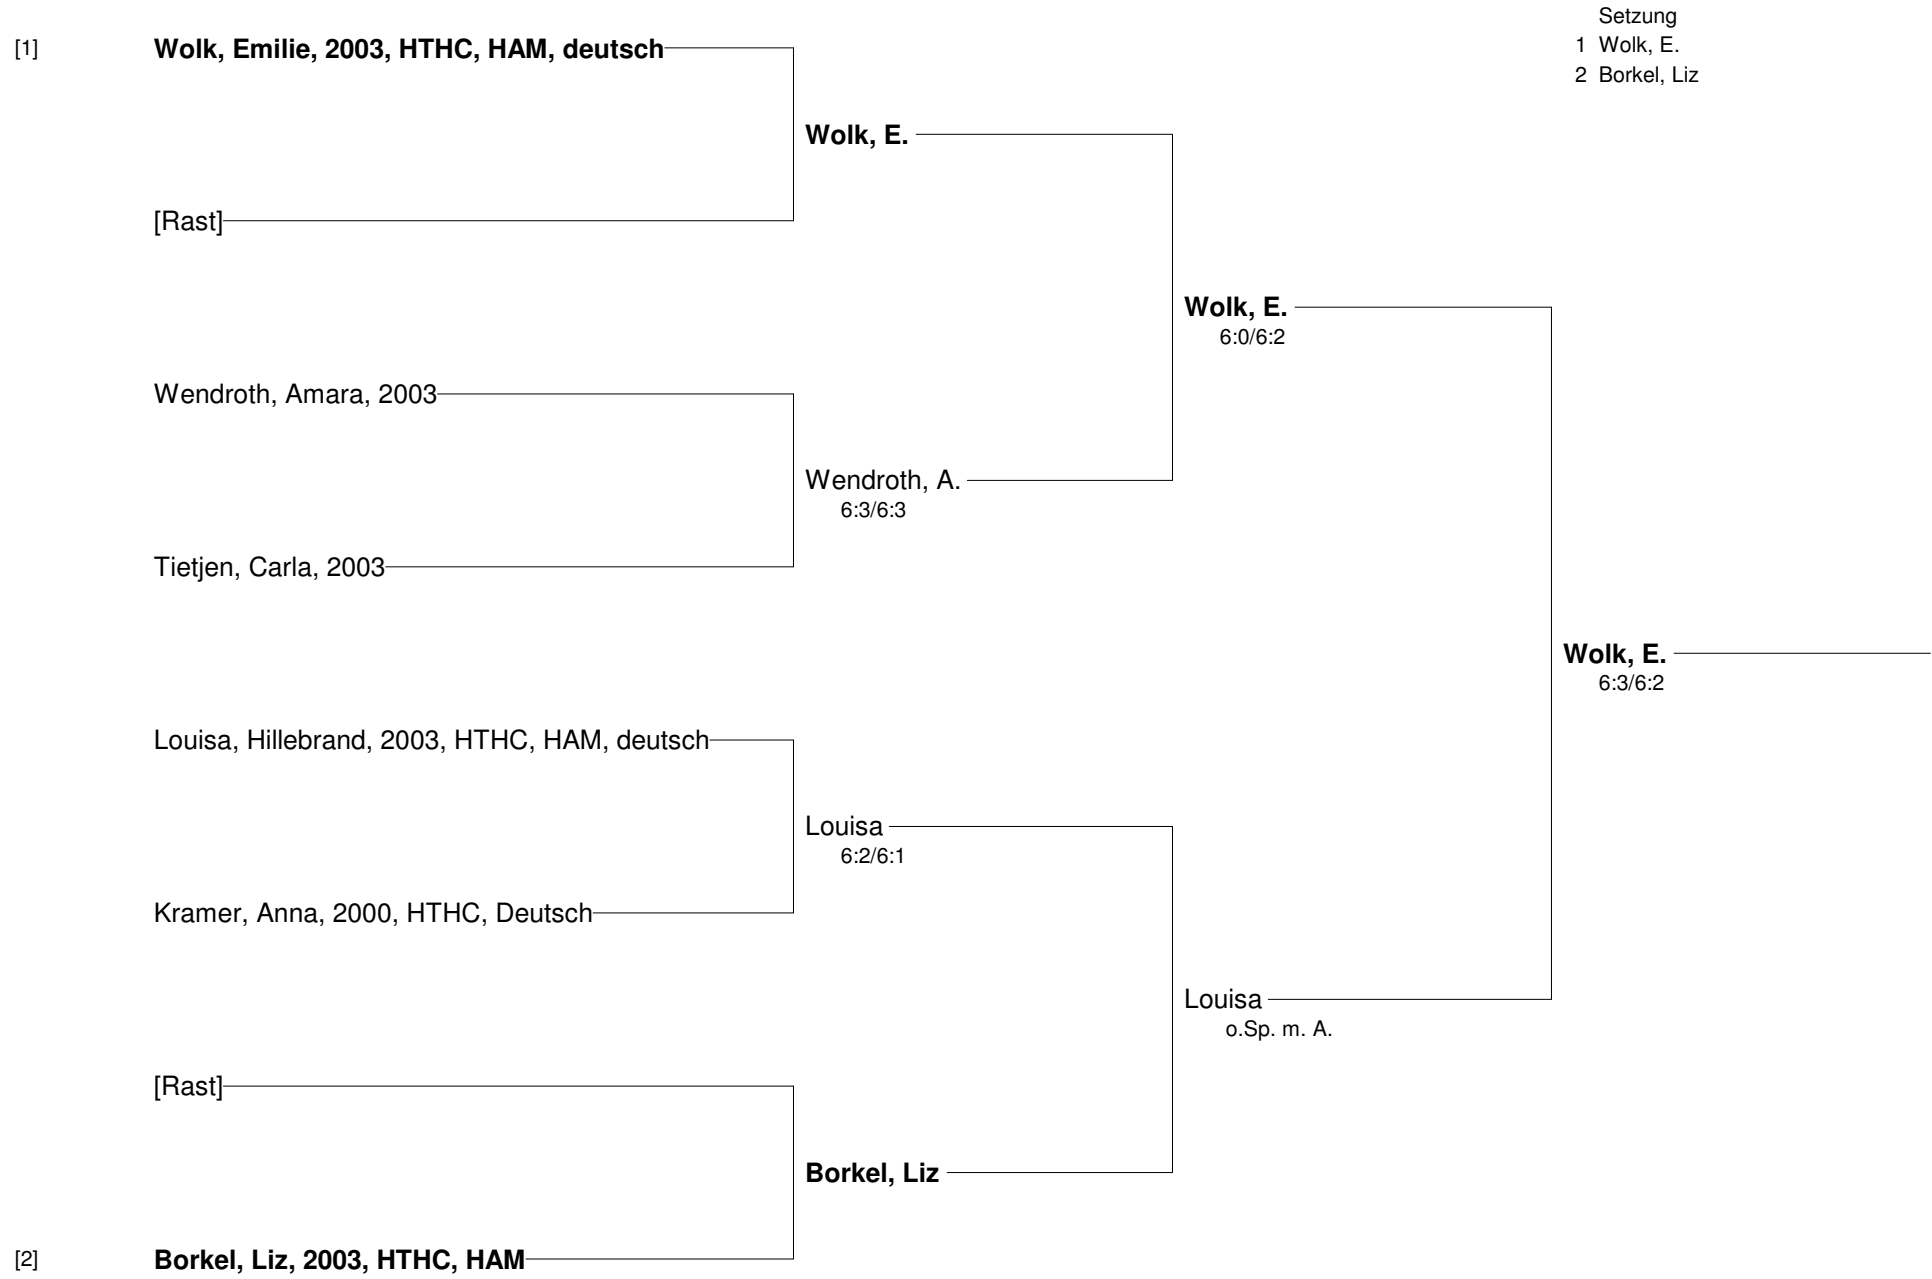 Setzung
[1] Wolk, Emilie, 2003, HTHC, HAM, deutsch
1 Wolk, E.
2 Borkel, Liz
Wolk, E.
[Rast]
Wolk, E.
6:0/6:2
Wendroth, Amara, 2003
Wendroth, A.
6:3/6:3
Tietjen, Carla, 2003
Wolk, E.
6:3/6:2
Louisa, Hillebrand, 2003, HTHC, HAM, deutsch
Louisa
6:2/6:1
Kramer, Anna, 2000, HTHC, Deutsch
Louisa
o.Sp. m. A.
[Rast]
Borkel, Liz
[2] Borkel, Liz, 2003, HTHC, HAM